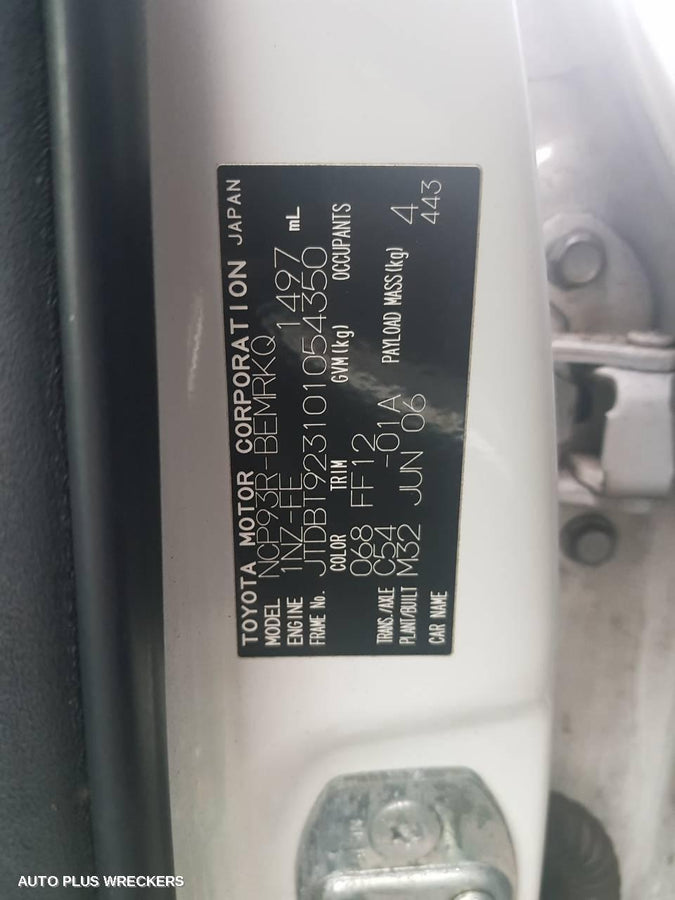 TOYOTA MOTOR CORPORATION JAPAN
MODEL NCP93R-BEMRKQ
ENGINE 1NZ-FE 1497 mL
FRAME No. JTDBT923101054350
COLOR TRIM GVM(kg) OCCUPANTS
068 FF12
TRANS./AXLE C54 -01A PAYLOAD MASS(kg) 4
PLANT/BUILT M32 JUN 06 443
CAR NAME
AUTO PLUS WRECKERS